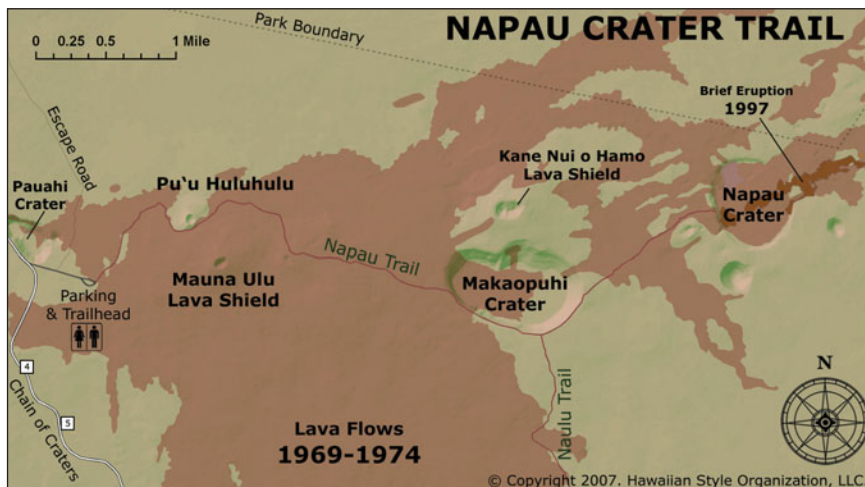 NAPAU CRATER TRAIL
Park Boundary
0 0.25 0.5 1 Mile
Escape Road
Brief Eruption
1997
Pauahi
Crater
Pu'u Huluhulu
Kane Nui o Hamo
Lava Shield
Napau
Crater
Napau Trail
Mauna Ulu
Lava Shield
Makaopuhi
Crater
Parking
& Trailhead
4
5
Chain of Craters
Naulu Trail
N
Lava Flows
1969-1974
© Copyright 2007. Hawaiian Style Organization, LLC